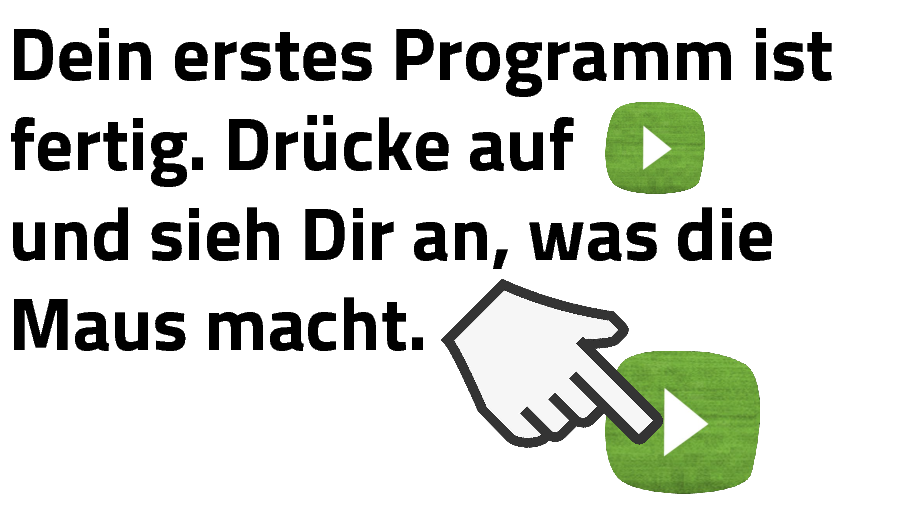 Dein erstes Programm ist
fertig. Drücke auf
und sieh Dir an, was die
Maus macht.